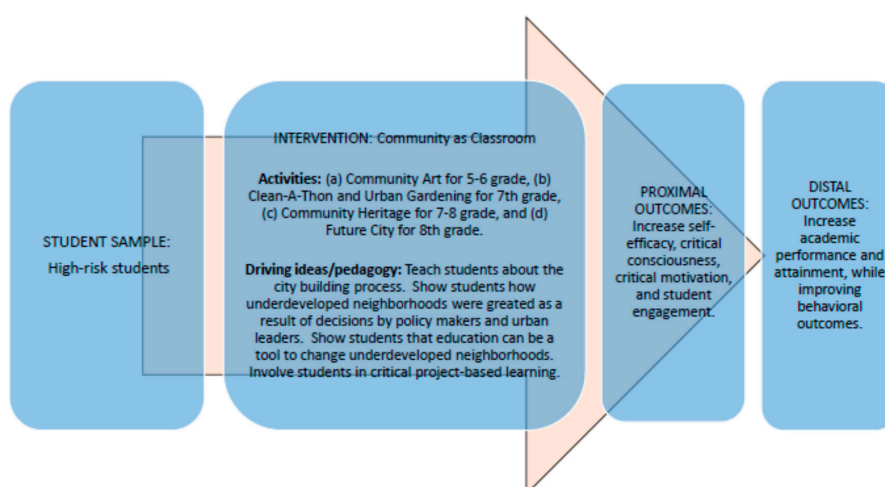 STUDENT SAMPLE:
High-risk students
INTERVENTION: Community as Classroom
Activities: (a) Community Art for 5-6 grade, (b)
Clean-A-Thon and Urban Gardening for 7th grade,
(c) Community Heritage for 7-8 grade, and (d)
Future City for 8th grade.
Driving ideas/pedagogy: Teach students about the
city building process. Show students how
underdeveloped neighborhoods were greated as a
result of decisions by policy makers and urban
leaders. Show students that education can be a
tool to change underdeveloped neighborhoods.
Involve students in critical project-based learning.
PROXIMAL
OUTCOMES:
Increase self-
efficacy, critical
consciousness,
critical motivation,
and student
engagement.
DISTAL
OUTCOMES:
Increase
academic
performance and
attainment, while
improving
behavioral
outcomes.